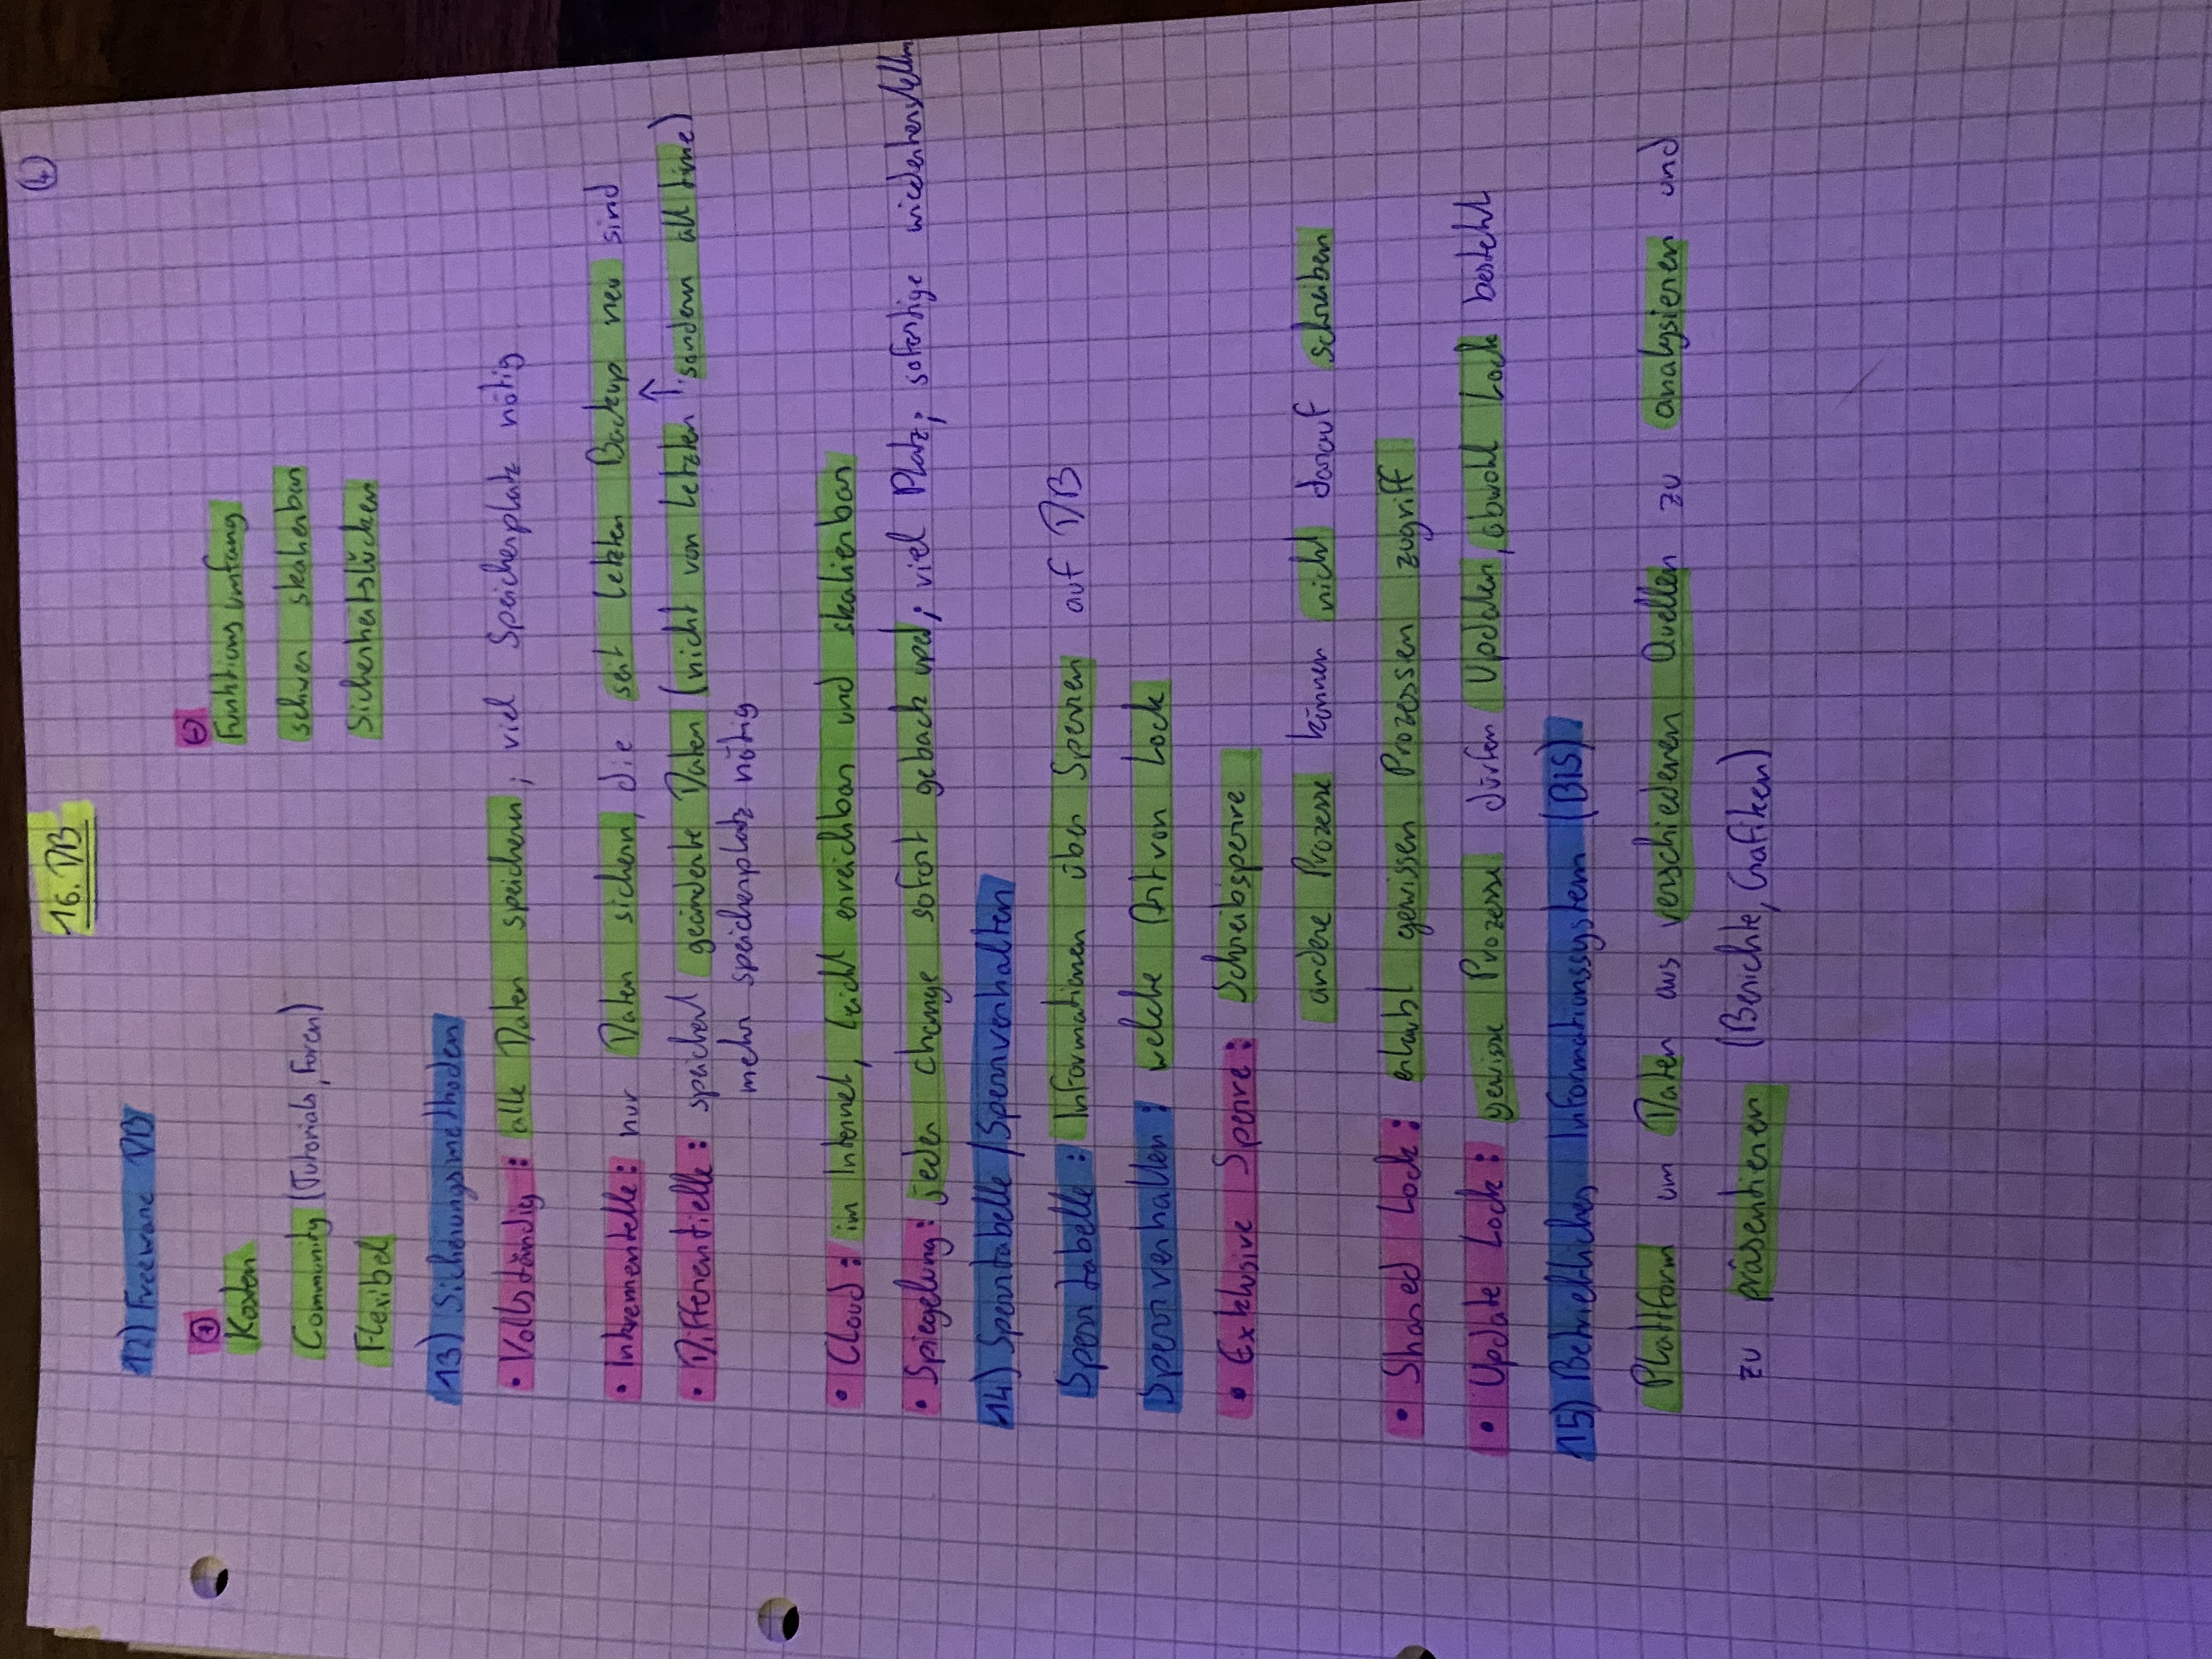 16. DB
4
12) Freeware DB
+
-
Kosten
Funktions umfang
Community (Tutorials, Foren)
schwer skalierbar
Flexibel
Sicherheitslücken
13) Sicherungsmethoden
• Vollständig: alle Daten speichern; viel Speicherplatz nötig
• Inkrementelle: nur Daten sichern, die seit letzten Backup neu sind
• Differentielle: speichert geänderte Daten (nicht von letzten ↑, sondern all time)
mehr speicherplatz nötig
• Cloud: im Internet, leicht erreichbar und skalierbar
• Spiegelung: jeder change sofort geback uped; viel Platz; sofortige wiederherstellen
14) Sperrtabelle / Sperrverhalten
Sperrtabelle: Informationen über Sperren auf DB
Sperrverhalten: welche Art von Lock
• Exklusive Sperre: Schreibsperre
andere Prozesse können nicht darauf schreiben
• Shared Lock: erlaubt gewissen Prozessen zugriff
• Update Lock: gewisse Prozesse dürfen Updaten, obwohl Lock besteht
15) Betriebliches Informationssystem (BIS)
Plattform um Daten aus verschiedenen Quellen zu analysieren und
zu präsentieren (Berichte, Grafiken)